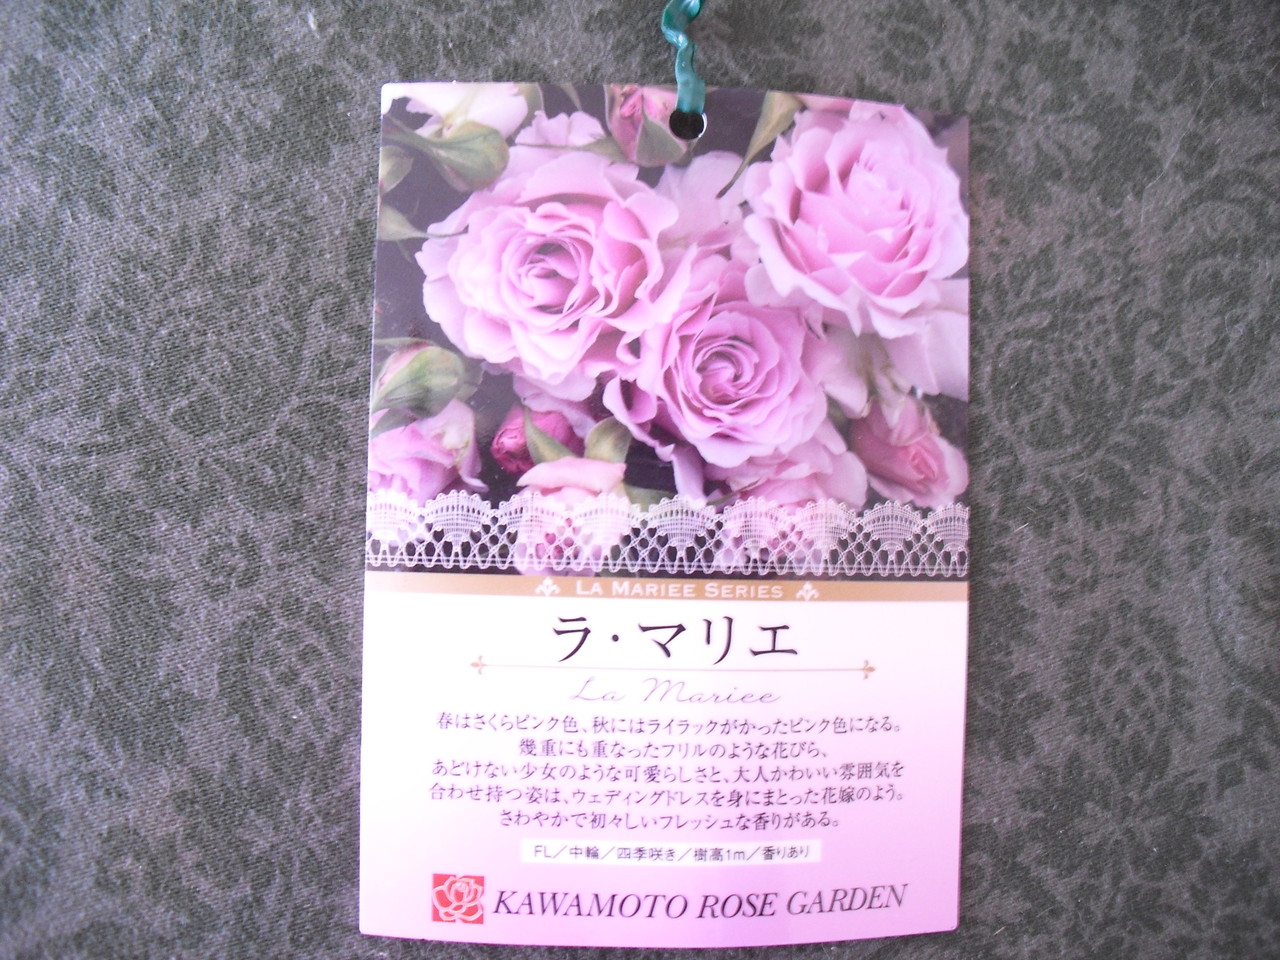 LA MARIEE SERIES
ラ・マリエ
La Mariee
春はさくらピンク色、秋にはライラックがかったピンク色になる。
幾重にも重なったフリルのような花びら、
あどけない少女のような可愛らしさと、大人かわいい雰囲気を
合わせ持つ姿は、ウェディングドレスを身にまとった花嫁のよう。
さわやかで初々しいフレッシュな香りがある。
FL／中輪／四季咲き／樹高1m／香りあり
KAWAMOTO ROSE GARDEN